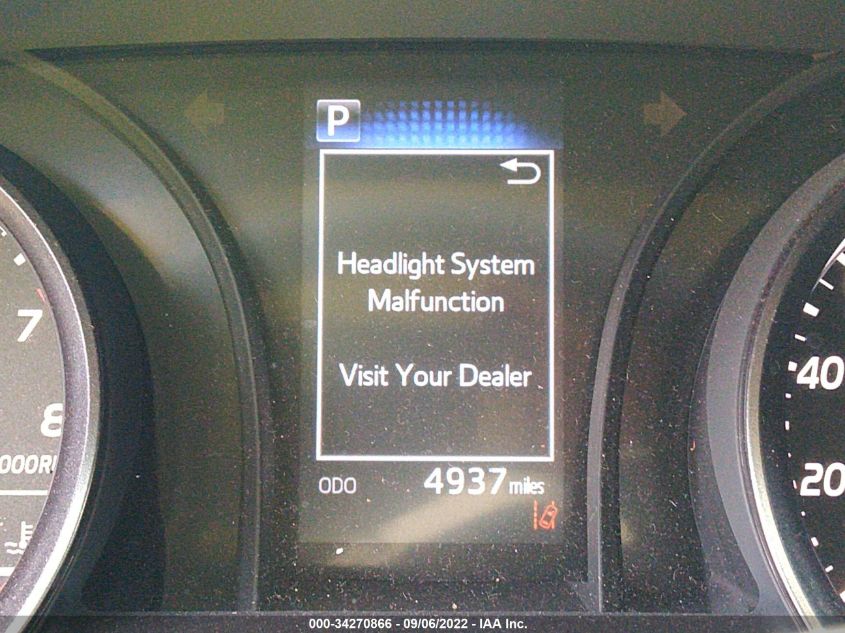 P
Headlight System
Malfunction
Visit Your Dealer
ODO 4937 miles
7
8
40
20
000-34270866 - 09/06/2022 - IAA Inc.